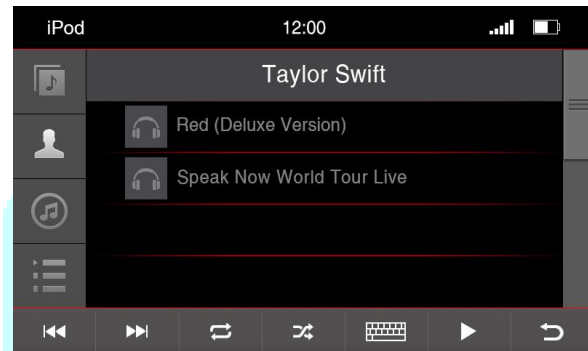 iPod 12:00
Taylor Swift
Red (Deluxe Version)
Speak Now World Tour Live